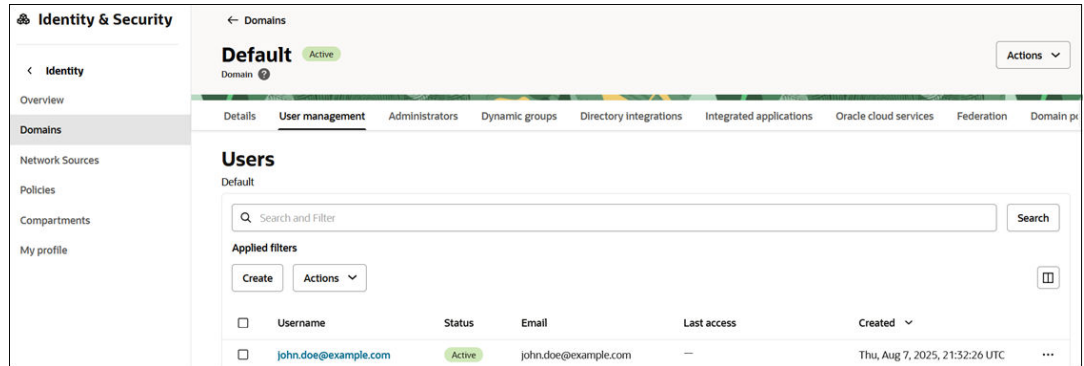 Identity & Security
← Domains
Default Active
Actions
Domain ?
< Identity
Overview
Domains
Network Sources
Policies
Compartments
My profile
Details User management Administrators Dynamic groups Directory integrations Integrated applications Oracle cloud services Federation Domain
Users
Default
Search and Filter
Search
Applied filters
Create Actions
Username Status Email Last access Created
john.doe@example.com Active john.doe@example.com — Thu, Aug 7, 2025, 21:32:26 UTC ...